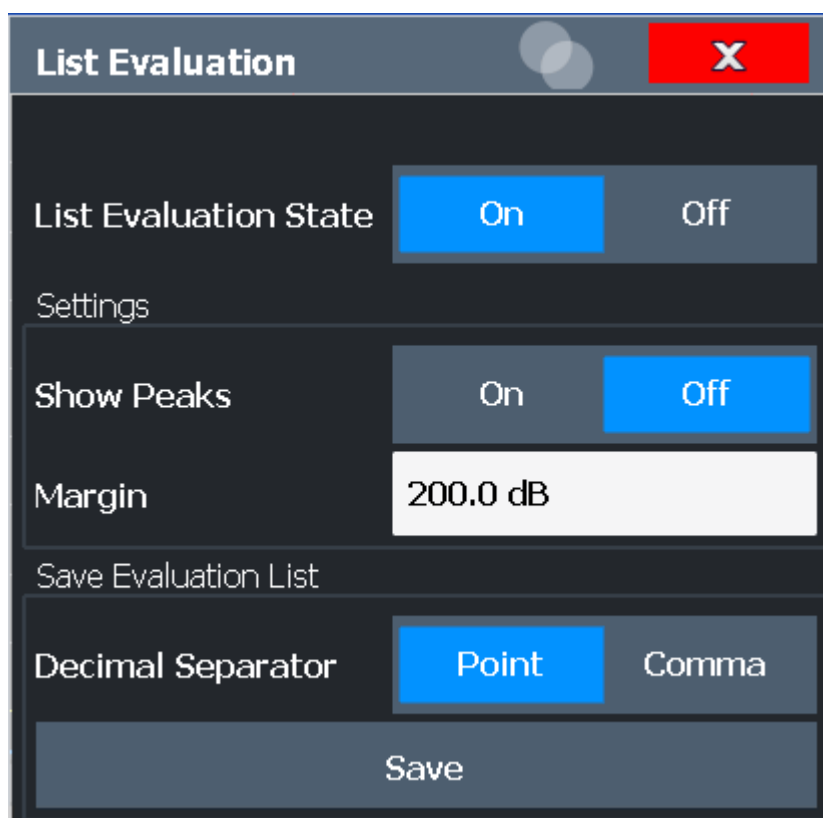 List Evaluation X
List Evaluation State On Off
Settings
Show Peaks On Off
Margin 200.0 dB
Save Evaluation List
Decimal Separator Point Comma
Save